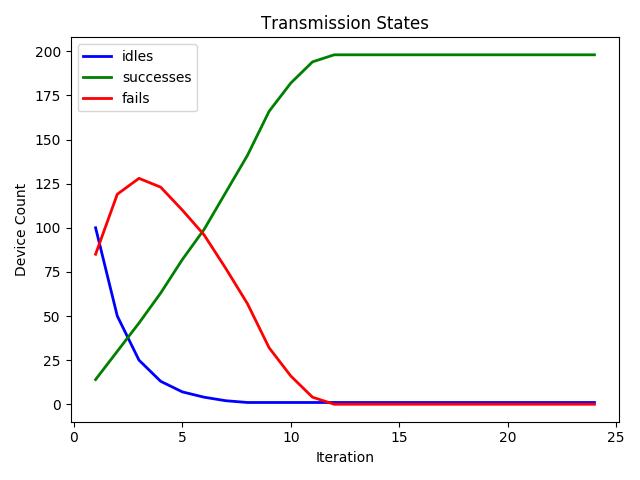 Transmission States
idles
successes
fails
Device Count
200
175
150
125
100
75
50
25
0
0 5 10 15 20 25
Iteration